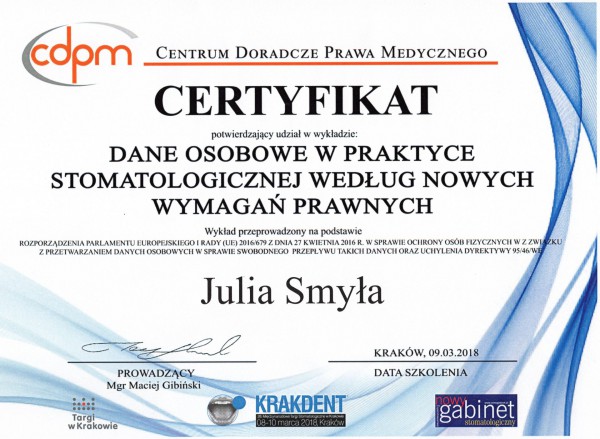 cdpm
CENTRUM DORADCZE PRAWA MEDYCZNEGO
CERTYFIKAT
potwierdzający udział w wykładzie:
DANE OSOBOWE W PRAKTYCE
STOMATOLOGICZNEJ WEDŁUG NOWYCH
WYMAGAŃ PRAWNYCH
Wykład przeprowadzony na podstawie
ROZPORZĄDZENIA PARLAMENTU EUROPEJSKIEGO I RADY (UE) 2016/679 Z DNIA 27 KWIETNIA 2016 R. W SPRAWIE OCHRONY OSÓB FIZYCZNYCH W Z ZWIĄZKU
Z PRZETWARZANIEM DANYCH OSOBOWYCH W SPRAWIE SWOBODNEGO PRZEPŁYWU TAKICH DANYCH ORAZ UCHYLENIA DYREKTYWY 95/46/WE
Julia Smyła
KRAKÓW, 09.03.2018
PROWADZĄCY
DATA SZKOLENIA
Mgr Maciej Gibiński
Targi
w Krakowie
KRAKDENT
08-10 marca 2018, Kraków
nowy
gabinet
stomatologiczny